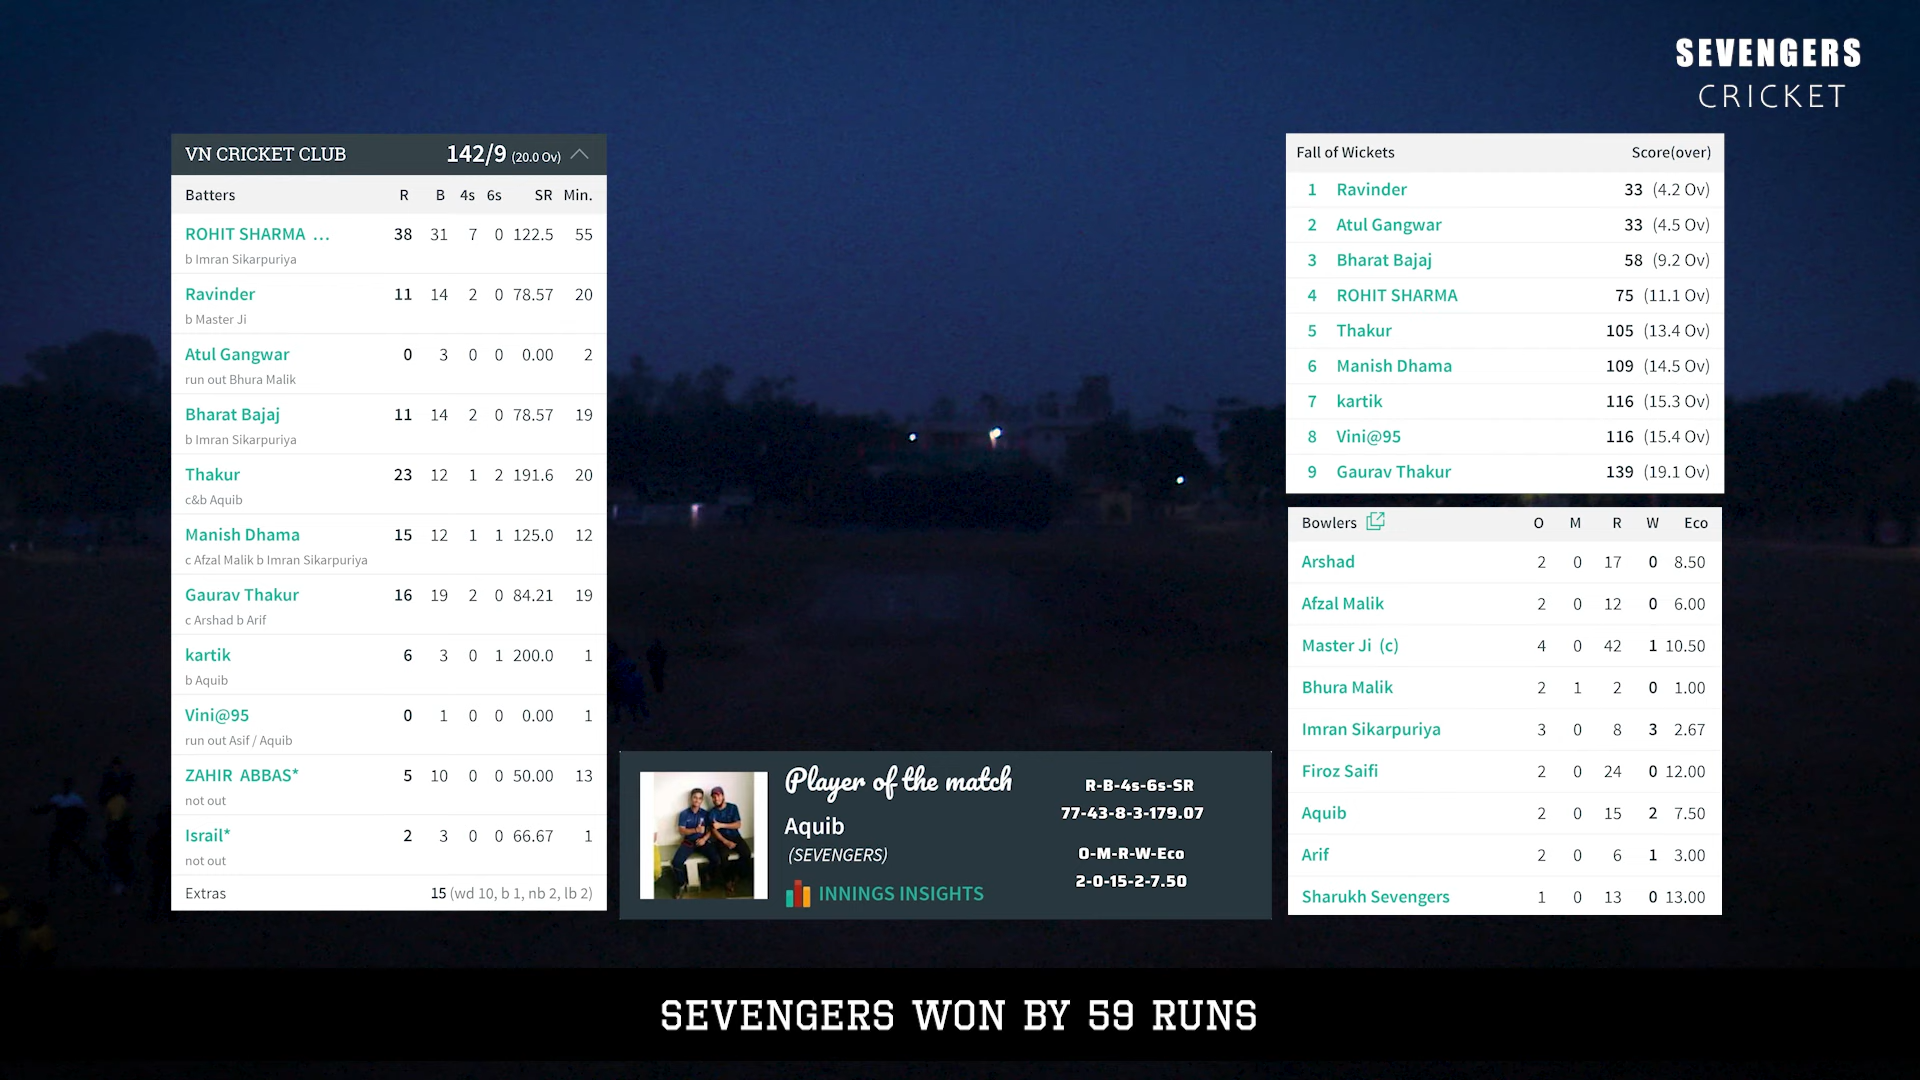 SEVENGERS
CRICKET
VN CRICKET CLUB 142/9 (20.0 Ov)
Batters R B 4s 6s SR Min.
ROHIT SHARMA ... 38 31 7 0 122.5 55
b Imran Sikarpuriya
Ravinder 11 14 2 0 78.57 20
b Master Ji
Atul Gangwar 0 3 0 0 0.00 2
run out Bhura Malik
Bharat Bajaj 11 14 2 0 78.57 19
b Imran Sikarpuriya
Thakur 23 12 1 2 191.6 20
c&b Aquib
Manish Dhama 15 12 1 1 125.0 12
c Afzal Malik b Imran Sikarpuriya
Gaurav Thakur 16 19 2 0 84.21 19
c Arshad b Arif
kartik 6 3 0 1 200.0 1
b Aquib
Vini@95 0 1 0 0 0.00 1
run out Asif / Aquib
ZAHIR ABBAS* 5 10 0 0 50.00 13
not out
Israil* 2 3 0 0 66.67 1
not out
Extras 15 (wd 10, b 1, nb 2, lb 2)
Player of the match
Aquib
(SEVENGERS)
INNINGS INSIGHTS
R-B-4s-6s-SR
77-43-8-3-179.07
O-M-R-W-Eco
2-0-15-2-7.50
Fall of Wickets Score(over)
1 Ravinder 33 (4.2 Ov)
2 Atul Gangwar 33 (4.5 Ov)
3 Bharat Bajaj 58 (9.2 Ov)
4 ROHIT SHARMA 75 (11.1 Ov)
5 Thakur 105 (13.4 Ov)
6 Manish Dhama 109 (14.5 Ov)
7 kartik 116 (15.3 Ov)
8 Vini@95 116 (15.4 Ov)
9 Gaurav Thakur 139 (19.1 Ov)
Bowlers O M R W Eco
Arshad 2 0 17 0 8.50
Afzal Malik 2 0 12 0 6.00
Master Ji (c) 4 0 42 1 10.50
Bhura Malik 2 1 2 0 1.00
Imran Sikarpuriya 3 0 8 3 2.67
Firoz Saifi 2 0 24 0 12.00
Aquib 2 0 15 2 7.50
Arif 2 0 6 1 3.00
Sharukh Sevengers 1 0 13 0 13.00
SEVENGERS WON BY 59 RUNS